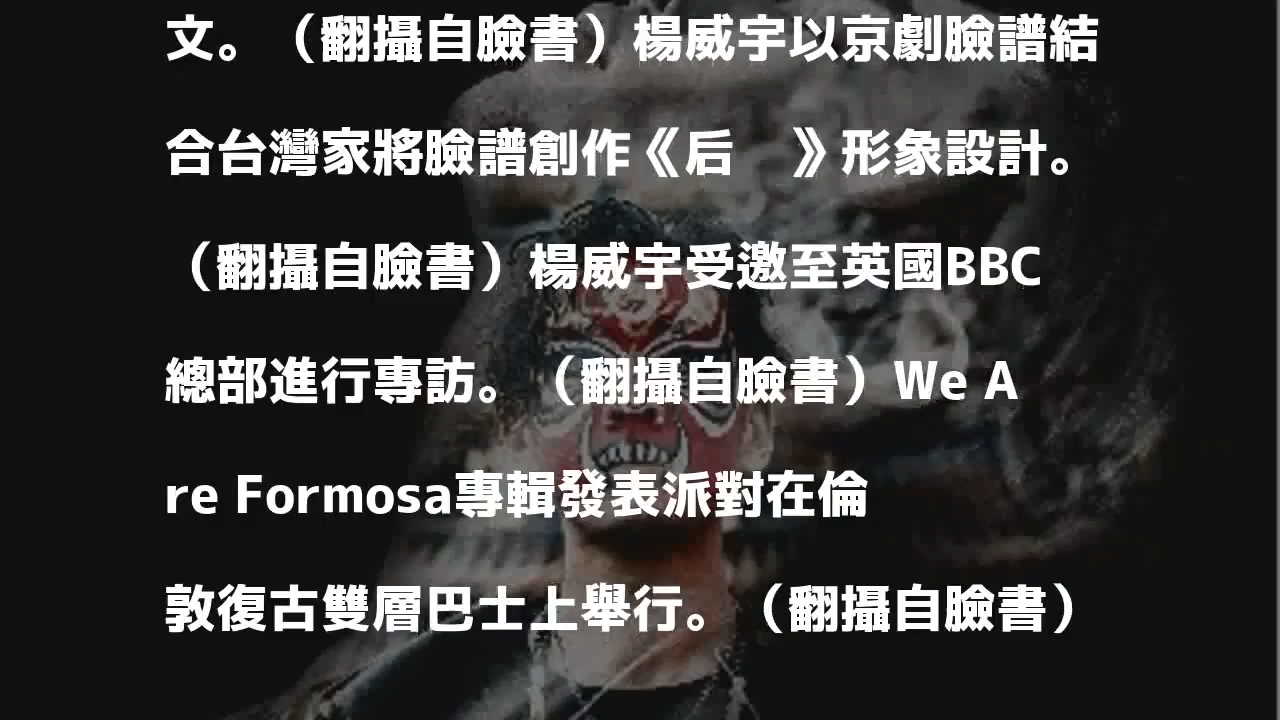 文。（翻攝自臉書）楊威宇以京劇臉譜結
合台灣家將臉譜創作《后　》形象設計。
（翻攝自臉書）楊威宇受邀至英國BBC
總部進行專訪。（翻攝自臉書）We A
re Formosa專輯發表派對在倫
敦復古雙層巴士上舉行。（翻攝自臉書）